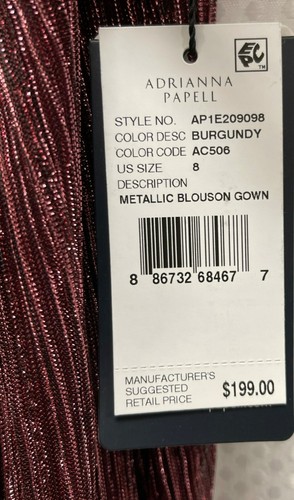 EPC™
ADRIANNA
PAPELL
STYLE NO. AP1E209098
COLOR DESC BURGUNDY
COLOR CODE AC506
US SIZE 8
DESCRIPTION
METALLIC BLOUSON GOWN
8 86732 68467 7
MANUFACTURER'S
SUGGESTED
RETAIL PRICE $199.00